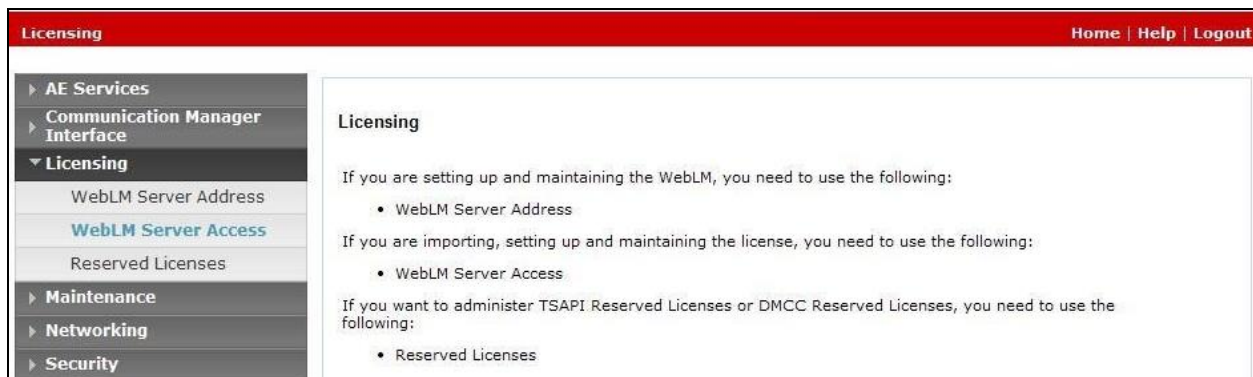 Licensing
Home | Help | Logout
AE Services
Communication Manager
Interface
Licensing
WebLM Server Address
WebLM Server Access
Reserved Licenses
Maintenance
Networking
Security
Licensing
If you are setting up and maintaining the WebLM, you need to use the following:
• WebLM Server Address
If you are importing, setting up and maintaining the license, you need to use the following:
• WebLM Server Access
If you want to administer TSAPI Reserved Licenses or DMCC Reserved Licenses, you need to use the
following:
• Reserved Licenses